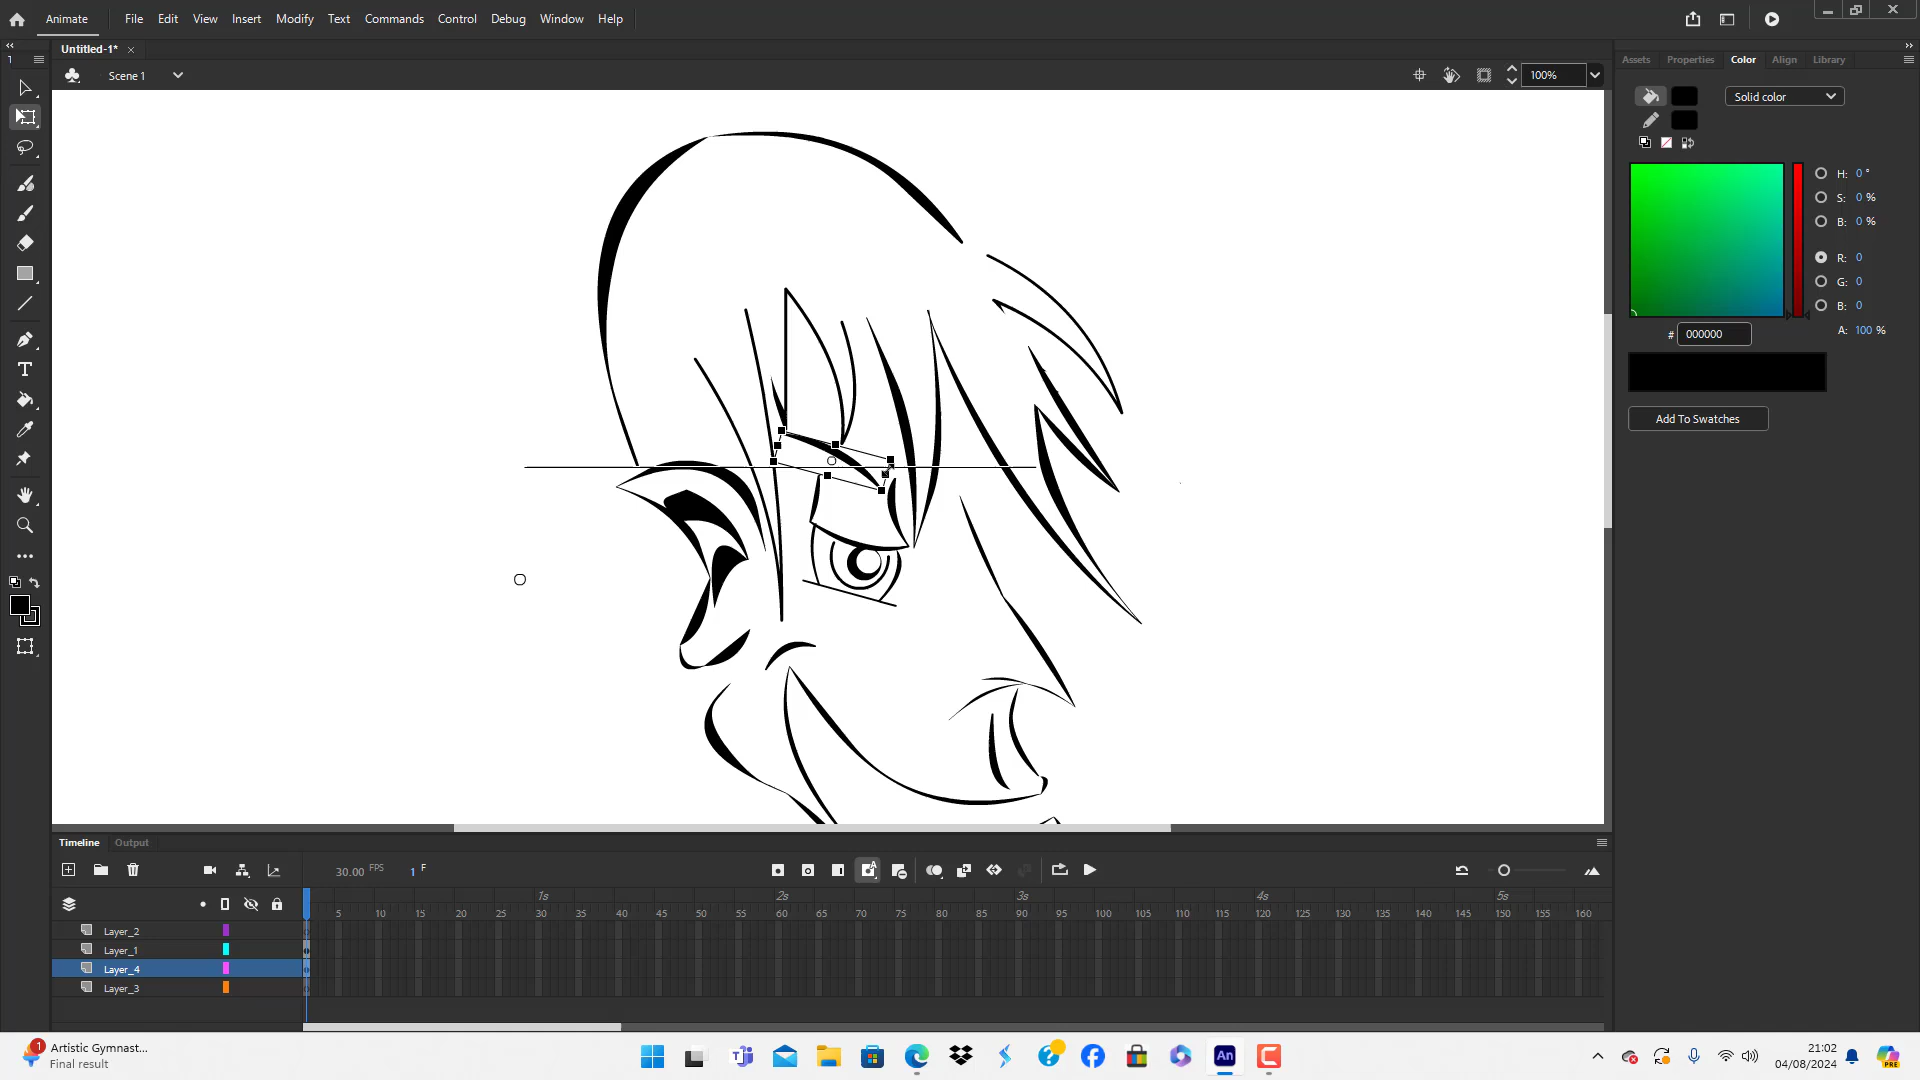 Animate File Edit View Insert Modify Text Commands Control Debug Window Help
Untitled-1*
1
Scene 1
100%
Assets Properties Color Align Library
Solid color
H: 0 °
S: 0 %
B: 0 %
R: 0
G: 0
B: 0
A: 100 %
# 000000
Add To Swatches
Timeline Output
30.00 FPS 1 F
1s 2s 3s 4s 5s
5 10 15 20 25 30 35 40 45 50 55 60 65 70 75 80 85 90 95 100 105 110 115 120 125 130 135 140 145 150 155 160
Layer_2
Layer_1
Layer_4
Layer_3
1
Artistic Gymnast...
Final result
An
PRE
21:02
04/08/2024